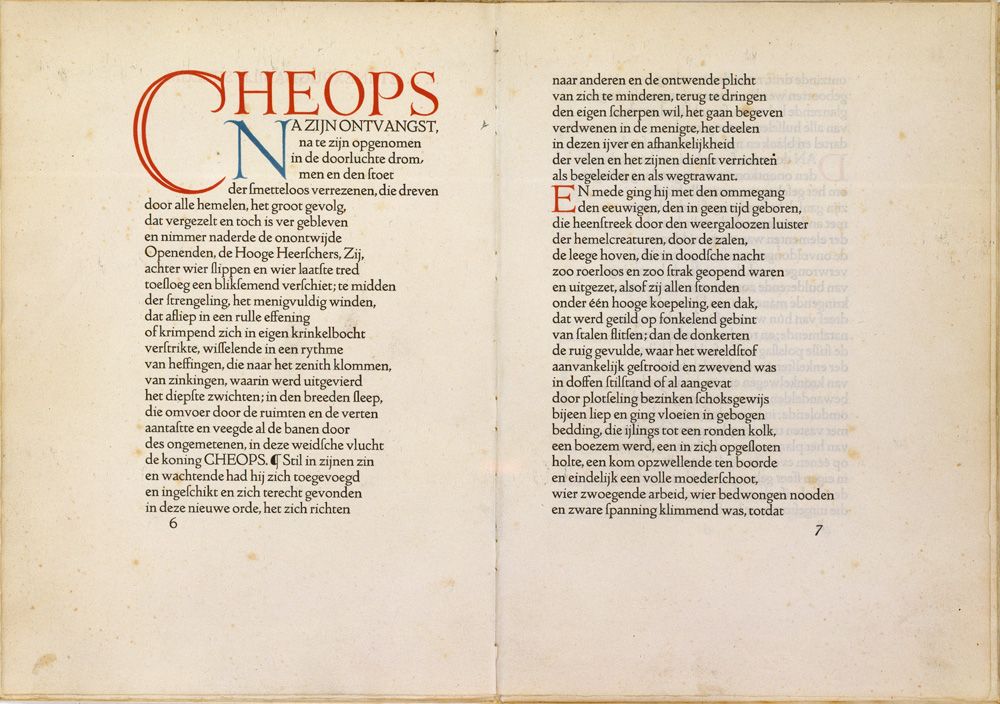 CHEOPS
NA ZIJN ONTVANGST,
na te zijn opgenomen
in de doorluchte drom,
men en den ſtoet
der ſmetteloos verrezenen, die dreven
door alle hemelen, het groot gevolg,
dat vergezelt en toch is ver gebleven
en nimmer naderde de onontwijde
Openenden, de Hooge Heerſchers, Zij,
achter wier ſlippen en wier laatſte tred
toeſloeg een blikſemend verſchiet; te midden
der ſtrengeling, het menigvuldig winden,
dat afliep in een rulle effening
of krimpend zich in eigen krinkelbocht
verſtrikte, wiſſelende in een rythme
van heffingen, die naar het zenith klommen,
van zinkingen, waarin werd uitgevierd
het diepſte zwichten; in den breeden ſleep,
die omvoer door de ruimten en de verten
aantaſtte en veegde al de banen door
des ongemetenen, in deze weidſche vlucht
de koning CHEOPS. ¶ Stil in zijnen zin
en wachtende had hij zich toegevoegd
en ingeſchikt en zich terecht gevonden
in deze nieuwe orde, het zich richten
6
naar anderen en de ontwende plicht
van zich te minderen, terug te dringen
den eigen ſcherpen wil, het gaan begeven
verdwenen in de menigte, het deelen
in dezen ijver en afhankelijkheid
der velen en het zijnen dienſt verrichten
als begeleider en als wegtrawant.
EN mede ging hij met den ommegang
der eeuwigen, den in geen tijd geboren,
die heenſtreek door den weergaloozen luister
der hemelcreaturen, door de zalen,
de leege hoven, die in doodſche nacht
zoo roerloos en zoo ſtrak geopend waren
en uitgezet, alsof zij allen ſtonden
onder één hooge koepeling, een dak,
dat werd getild op fonkelend gebint
van ſtalen flitſen; dan de donkerten
de ruig gevulde, waar het wereldſtof
aanvankelijk geſtrooid en zwevend was
in doffen ſtilſtand of al aangevat
door plotſeling bezinken ſchoksgewijs
bijeen liep en ging vloeien in gebogen
bedding, die ijlings tot een ronden kolk,
een boezem werd, een in zich opgeſloten
holte, een kom opzwellende ten boorde
en eindelijk een volle moederſchoot,
wier zwoegende arbeid, wier bedwongen nooden
en zware ſpanning klimmend was, totdat
7